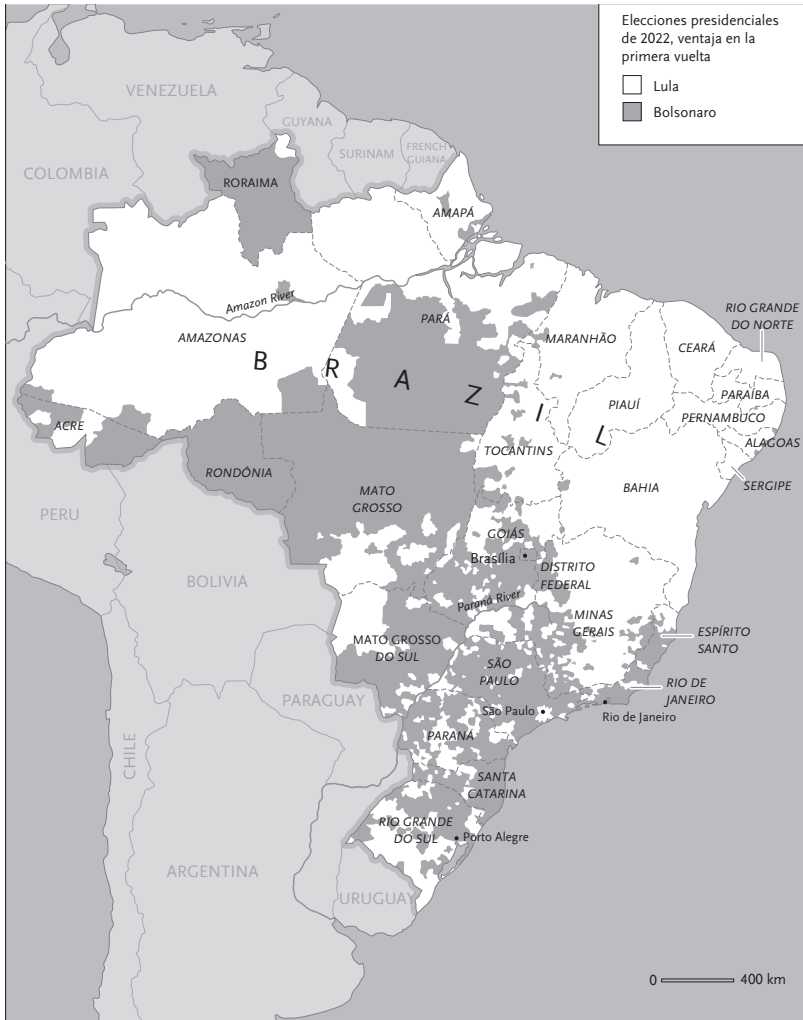 Elecciones presidenciales
de 2022, ventaja en la
primera vuelta
Lula
Bolsonaro
VENEZUELA
GUYANA
SURINAM
FRENCH
GUIANA
COLOMBIA
RORAIMA
AMAPÁ
Amazon River
AMAZONAS
PARÁ
MARANHÃO
CEARÁ
RIO GRANDE
DO NORTE
BRAZIL
PIAUÍ
PARAÍBA
PERNAMBUCO
ALAGOAS
SERGIPE
ACRE
TOCANTINS
RONDÔNIA
MATO
GROSSO
BAHIA
PERU
GOIÁS
Brasília
DISTRITO
FEDERAL
BOLIVIA
Paraná River
MINAS
GERAIS
ESPÍRITO
SANTO
MATO GROSSO
DO SUL
SÃO
PAULO
RIO DE
JANEIRO
PARAGUAY
São Paulo
Rio de Janeiro
CHILE
PARANÁ
SANTA
CATARINA
RIO GRANDE
DO SUL
Porto Alegre
ARGENTINA
URUGUAY
0 400 km